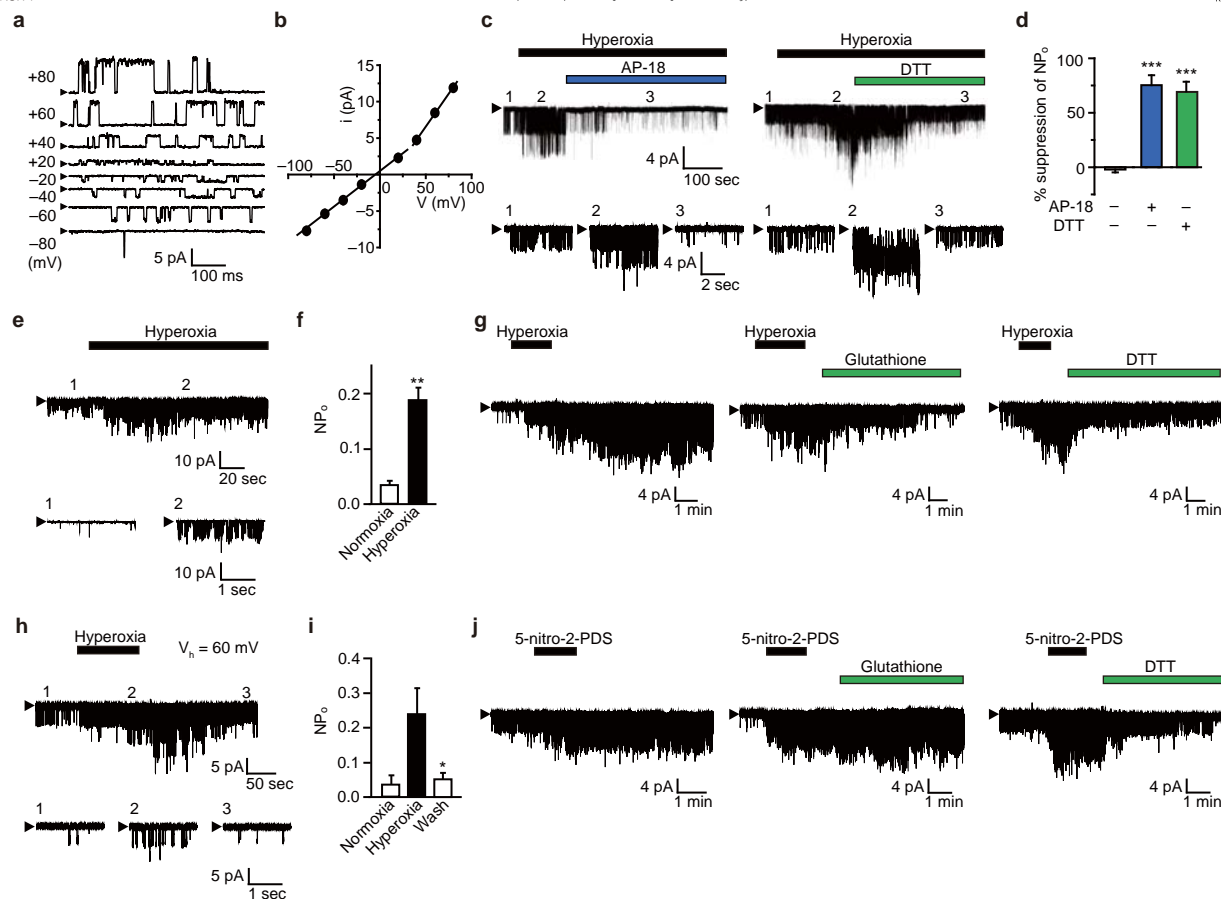 a
+80
+60
+40
+20
−20
−40
−60
−80
(mV)
5 pA
100 ms
b
15
i (pA)
10
5
−100
−50
0
50
100
V (mV)
−5
−10
c
Hyperoxia
AP-18
1
2
3
4 pA
100 sec
1
2
3
4 pA
2 sec
Hyperoxia
DTT
1
2
3
1
2
3
d
% suppression of NPo
100
50
0
***
***
AP-18
−
+
−
DTT
−
−
+
e
Hyperoxia
1
2
10 pA
20 sec
1
2
10 pA
1 sec
f
NPo
0.2
0.1
0.0
**
Normoxia
Hyperoxia
g
Hyperoxia
4 pA
1 min
Hyperoxia
Glutathione
4 pA
1 min
Hyperoxia
DTT
4 pA
1 min
h
Hyperoxia
Vh = 60 mV
1
2
3
5 pA
50 sec
1
2
3
5 pA
1 sec
i
NPo
0.4
0.3
0.2
0.1
0.0
*
Normoxia
Hyperoxia
Wash
j
5-nitro-2-PDS
4 pA
1 min
5-nitro-2-PDS
Glutathione
4 pA
1 min
5-nitro-2-PDS
DTT
4 pA
1 min